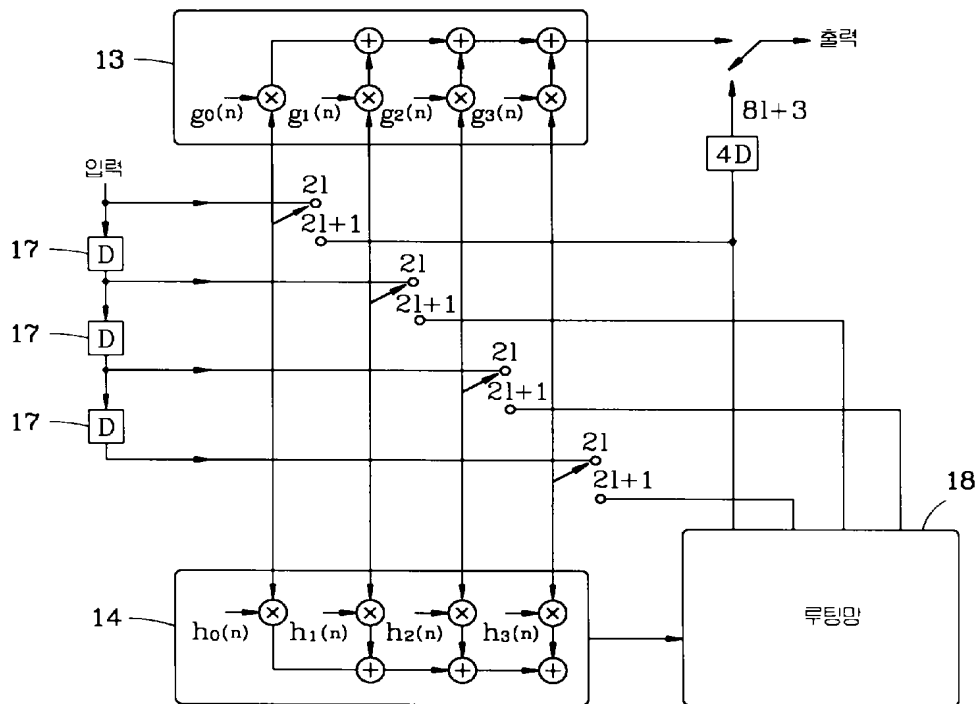 13
출력
g₀(n) g₁(n) g₂(n) g₃(n)
8l+3
4D
입력
2l
2l+1
17
D
2l
2l+1
17
D
2l
2l+1
17
D
2l
2l+1
18
루팅망
14
h₀(n) h₁(n) h₂(n) h₃(n)